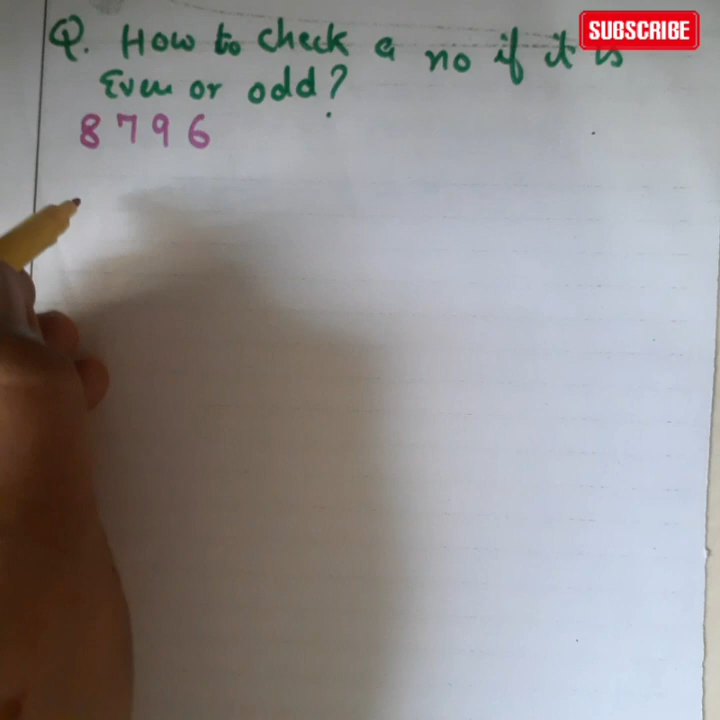 SUBSCRIBE
Q. How to check a no if it is
Even or odd?
8796